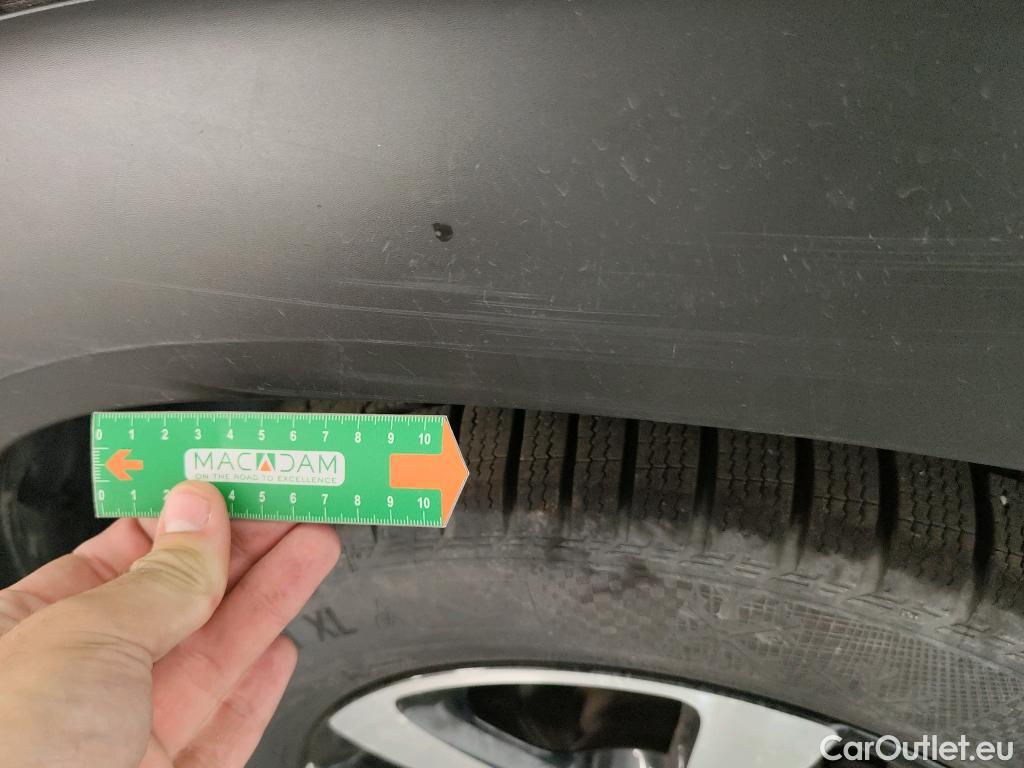 0 1 2 3 4 5 6 7 8 9 10
MACADAM
ON THE ROAD TO EXCELLENCE
0 1 2 4 5 6 7 8 9 10
XL
CarOutlet.eu